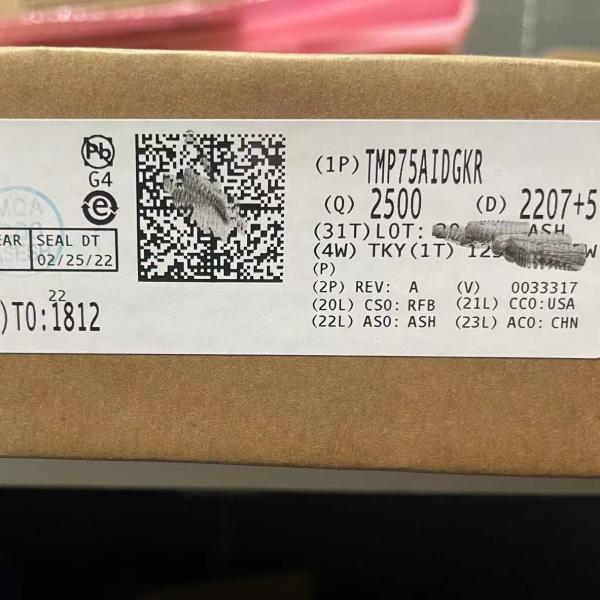 Pb
G4
e
MQA
EAR SEAL DT
02/25/22
22
)TO:1812
(1P) TMP75AIDGKR
(Q) 2500 (D) 2207+5
(31T)LOT: ASH
(4W) TKY(1T) W
(P)
(2P) REV: A (V) 0033317
(20L) CSO: RFB (21L) CCO:USA
(22L) ASO: ASH (23L) ACO: CHN